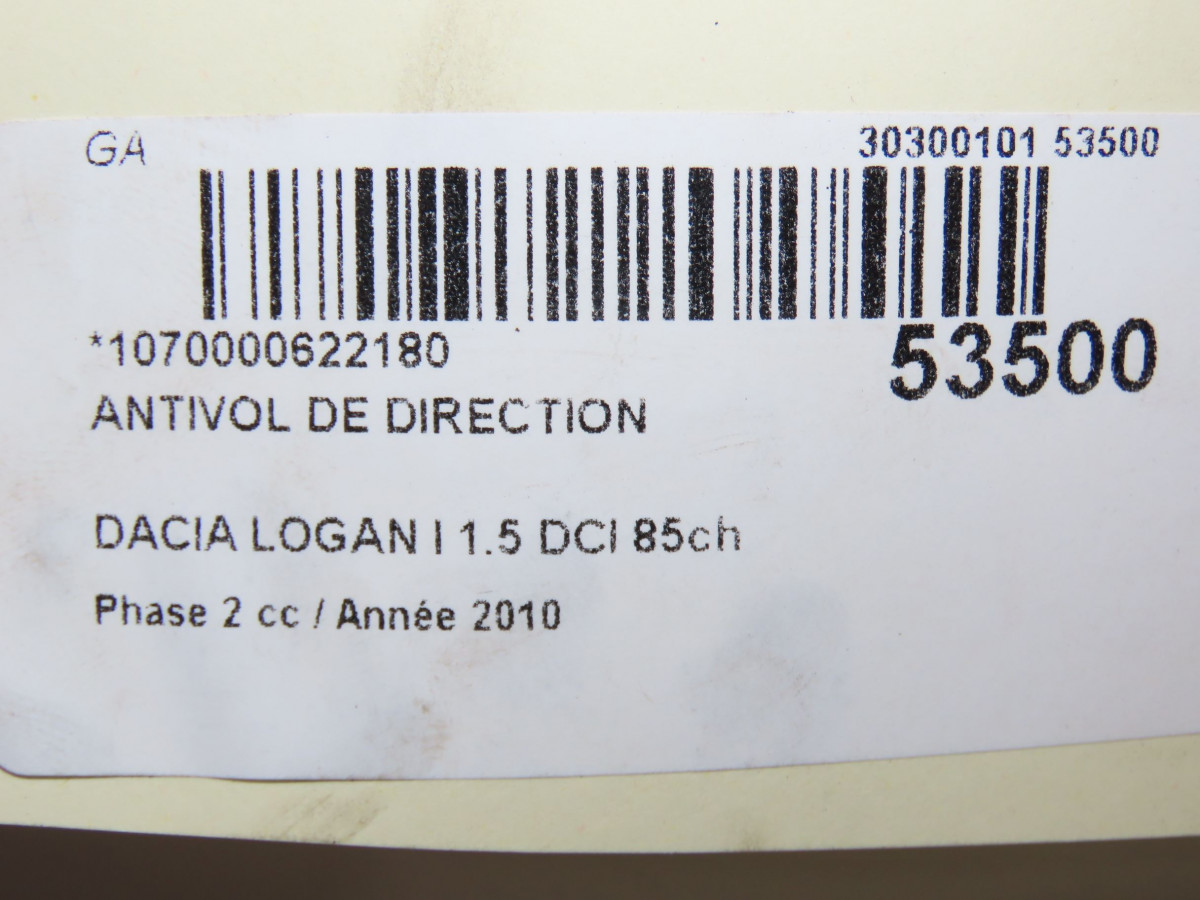 GA 30300101 53500
*1070000622180 53500
ANTIVOL DE DIRECTION
DACIA LOGAN I 1.5 DCI 85ch
Phase 2 cc / Année 2010